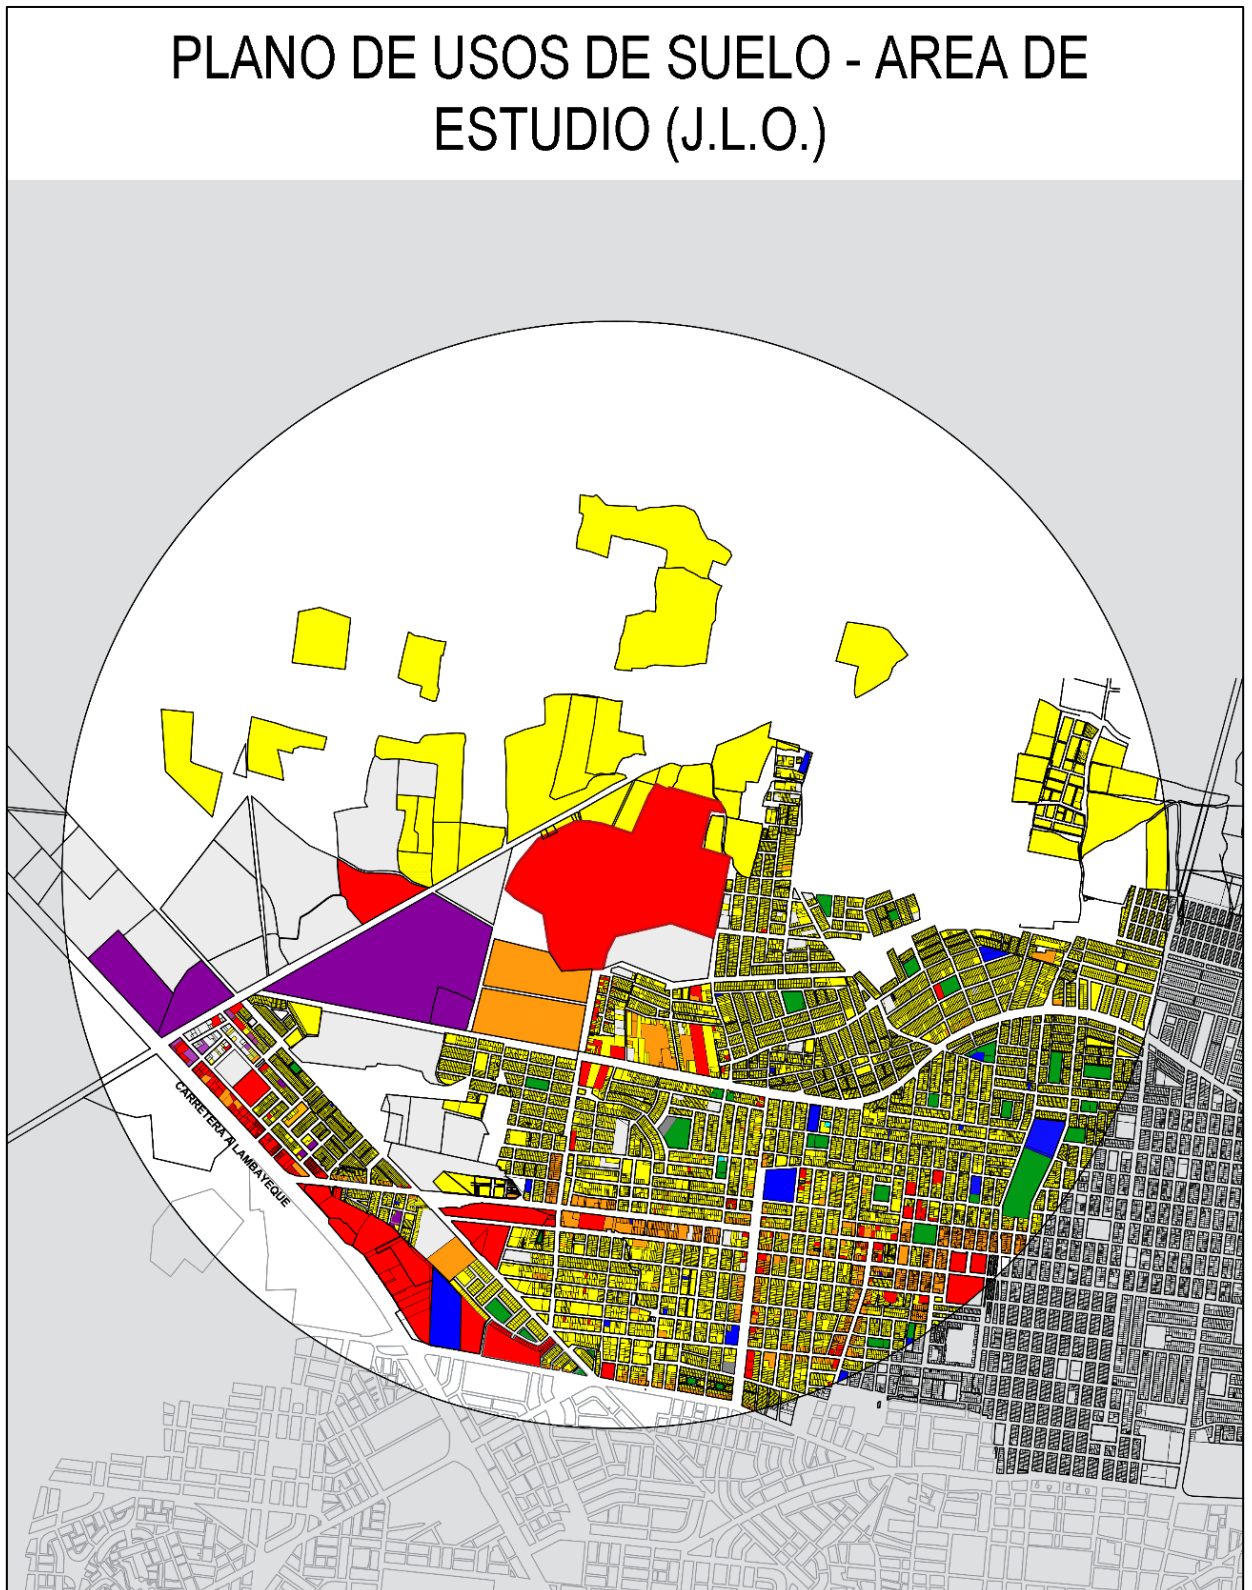 PLANO DE USOS DE SUELO - AREA DE
ESTUDIO (J.L.O.)
CARRETERA A LAMBAYEQUE